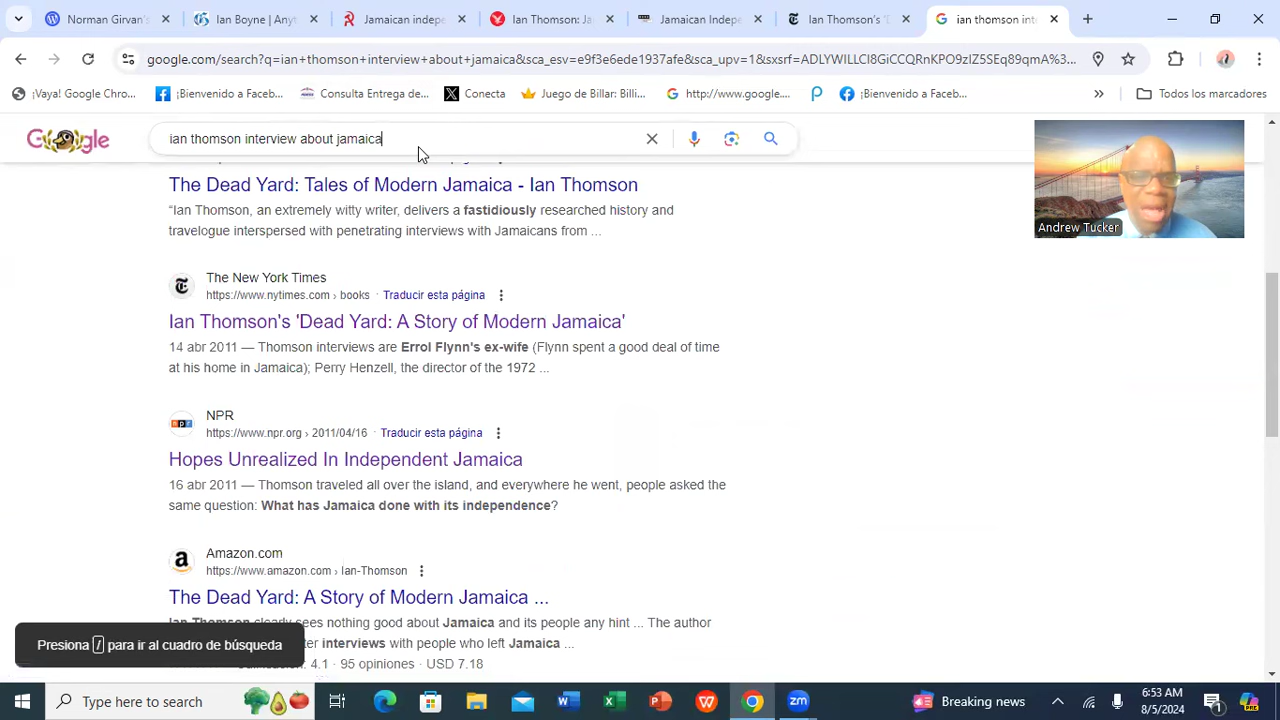 Norman Girvan's
Ian Boyne | Anyt
Jamaican indepe
Ian Thomson: Ja
Jamaican Indepe
Ian Thomson's 'D
ian thomson inte
google.com/search?q=ian+thomson+interview+about+jamaica&sca_esv=e9f3e6ede1937afe&sca_upv=1&sxsrf=ADLYWILLCI8GiCCQRnKPO9zIZ5SEq89qmA%3...
¡Vaya! Google Chro...
¡Bienvenido a Faceb...
Consulta Entrega de...
Conecta
Juego de Billar: Billi...
http://www.google....
¡Bienvenido a Faceb...
»
Todos los marcadores
Google
ian thomson interview about jamaica
The Dead Yard: Tales of Modern Jamaica - Ian Thomson
“Ian Thomson, an extremely witty writer, delivers a fastidiously researched history and
travelogue interspersed with penetrating interviews with Jamaicans from ...
Andrew Tucker
The New York Times
https://www.nytimes.com › books · Traducir esta página
Ian Thomson's 'Dead Yard: A Story of Modern Jamaica'
14 abr 2011 — Thomson interviews are Errol Flynn's ex-wife (Flynn spent a good deal of time
at his home in Jamaica); Perry Henzell, the director of the 1972 ...
NPR
https://www.npr.org › 2011/04/16 · Traducir esta página
Hopes Unrealized In Independent Jamaica
16 abr 2011 — Thomson traveled all over the island, and everywhere he went, people asked the
same question: What has Jamaica done with its independence?
Amazon.com
https://www.amazon.com › Ian-Thomson
The Dead Yard: A Story of Modern Jamaica ...
Ian Thomson clearly sees nothing good about Jamaica and its people any hint ... The author
interviews with people who left Jamaica ...
4.1 · 95 opiniones · USD 7.18
Presiona / para ir al cuadro de búsqueda
Type here to search
Breaking news
6:53 AM
8/5/2024